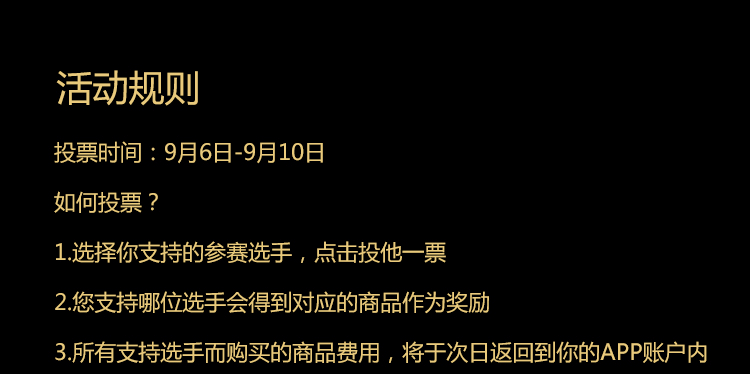 活动规则
投票时间：9月6日-9月10日
如何投票？
1.选择你支持的参赛选手，点击投他一票
2.您支持哪位选手会得到对应的商品作为奖励
3.所有支持选手而购买的商品费用，将于次日返回到你的APP账户内